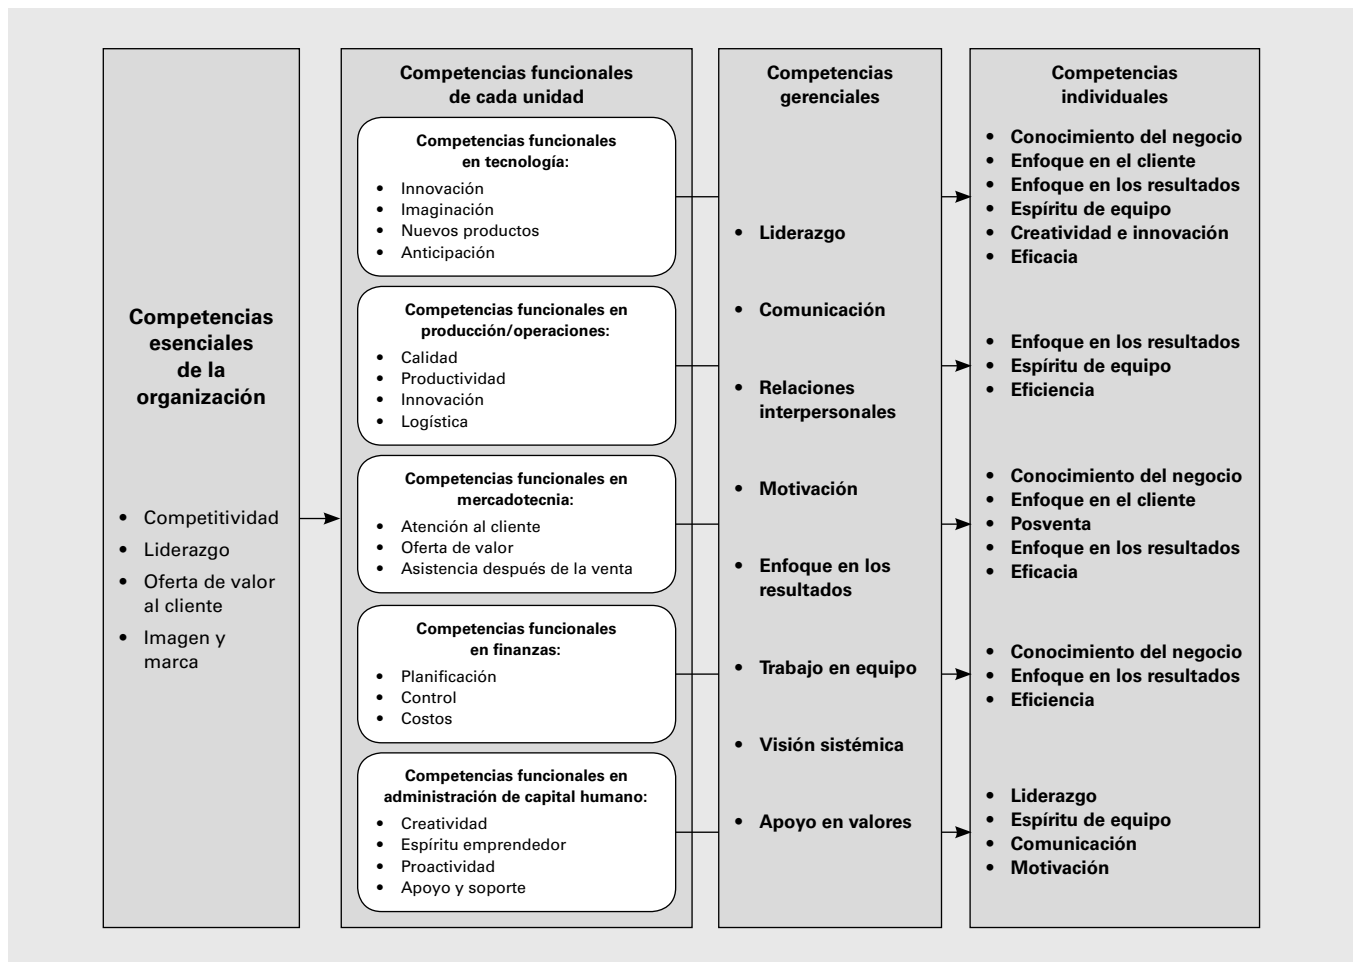 Competencias
esenciales
de la
organización
• Competitividad
• Liderazgo
• Oferta de valor
al cliente
• Imagen y
marca
Competencias funcionales
de cada unidad
Competencias funcionales
en tecnología:
• Innovación
• Imaginación
• Nuevos productos
• Anticipación
Competencias funcionales en
producción/operaciones:
• Calidad
• Productividad
• Innovación
• Logística
Competencias funcionales en
mercadotecnia:
• Atención al cliente
• Oferta de valor
• Asistencia después de la venta
Competencias funcionales
en finanzas:
• Planificación
• Control
• Costos
Competencias funcionales en
administración de capital humano:
• Creatividad
• Espíritu emprendedor
• Proactividad
• Apoyo y soporte
Competencias
gerenciales
• Liderazgo
• Comunicación
• Relaciones
interpersonales
• Motivación
• Enfoque en los
resultados
• Trabajo en equipo
• Visión sistémica
• Apoyo en valores
Competencias
individuales
• Conocimiento del negocio
• Enfoque en el cliente
• Enfoque en los resultados
• Espíritu de equipo
• Creatividad e innovación
• Eficacia
• Enfoque en los resultados
• Espíritu de equipo
• Eficiencia
• Conocimiento del negocio
• Enfoque en el cliente
• Posventa
• Enfoque en los resultados
• Eficacia
• Conocimiento del negocio
• Enfoque en los resultados
• Eficiencia
• Liderazgo
• Espíritu de equipo
• Comunicación
• Motivación